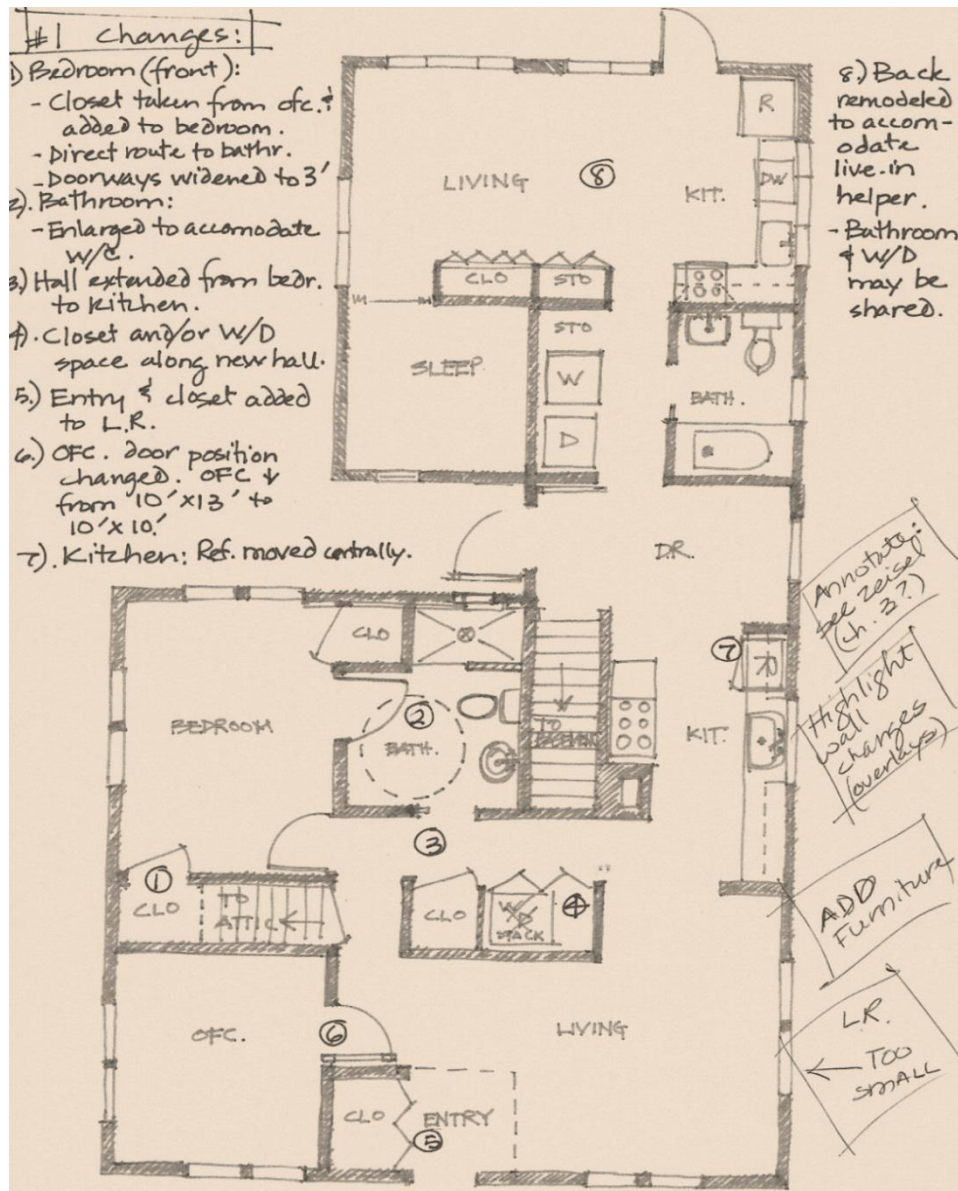 #1 changes:
1) Bedroom (front):
- Closet taken from ofc. &
added to bedroom.
- Direct route to bathr.
- Doorways widened to 3'
2). Bathroom:
- Enlarged to accomodate
w/c.
3.) Hall extended from bedr.
to kitchen.
4). Closet and/or W/D
space along new hall.
5.) Entry & closet added
to L.R.
6.) OFC. door position
changed. OFC ↓
from 10'x13' to
10'x10'
7). Kitchen: Ref. moved centrally.
8.) Back
remodeled
to accom-
odate
live-in
helper.
- Bathroom
& W/D
may be
shared.
R
LIVING
8
KIT.
DW
CLO
STO
STO
SLEEP
W
BATH.
D
D.R.
Annotate:
see Zeisel
(ch. 3?)
CLO
7
R
Highlight
wall
changes
(overlays)
BEDROOM
2
BATH.
TO
BASEMENT
KIT.
3
1
CLO
TO
ATTIC
CLO
W/D
STACK
4
ADD
Furniture
OFC.
6
LIVING
L.R.
← TOO
SMALL
CLO
ENTRY
5